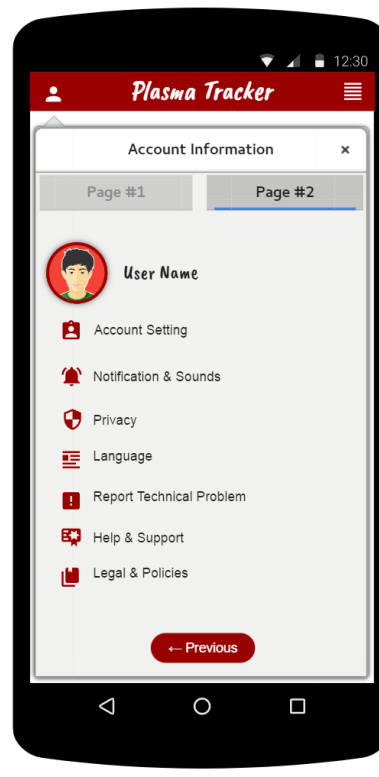 12:30
Plasma Tracker
Account Information ×
Page #1 Page #2
User Name
Account Setting
Notification & Sounds
Privacy
Language
Report Technical Problem
Help & Support
Legal & Policies
← Previous